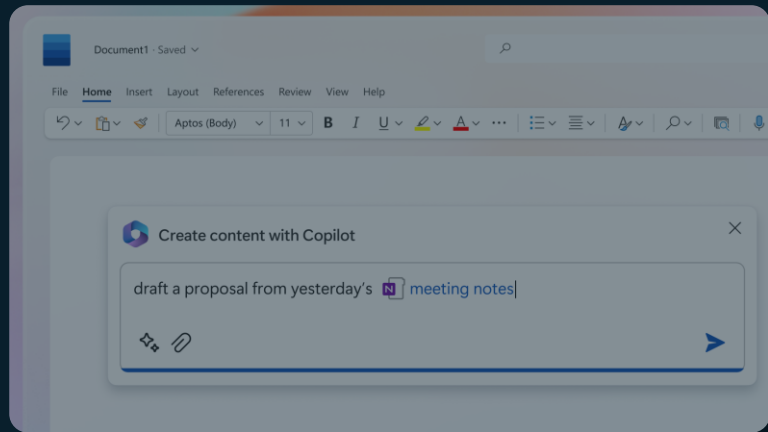 Document1 · Saved
File Home Insert Layout References Review View Help
Aptos (Body) 11 B I U A A
Create content with Copilot
draft a proposal from yesterday's N meeting notes